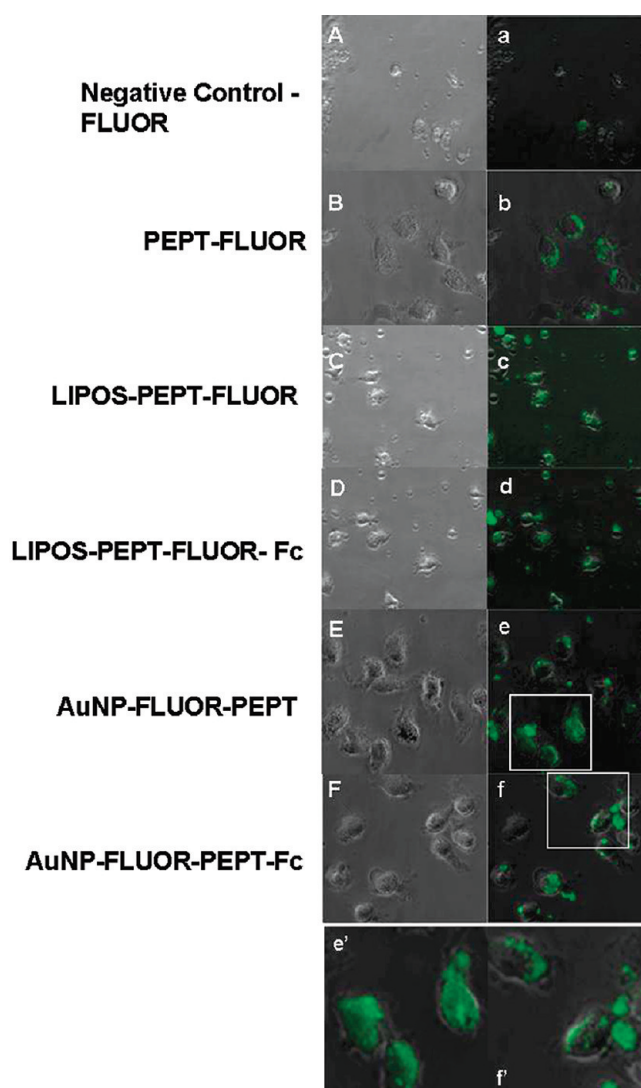 A a
Negative Control -
FLUOR
B b
PEPT-FLUOR
C c
LIPOS-PEPT-FLUOR
D d
LIPOS-PEPT-FLUOR- Fc
E e
AuNP-FLUOR-PEPT
F f
AuNP-FLUOR-PEPT-Fc
e'
f'